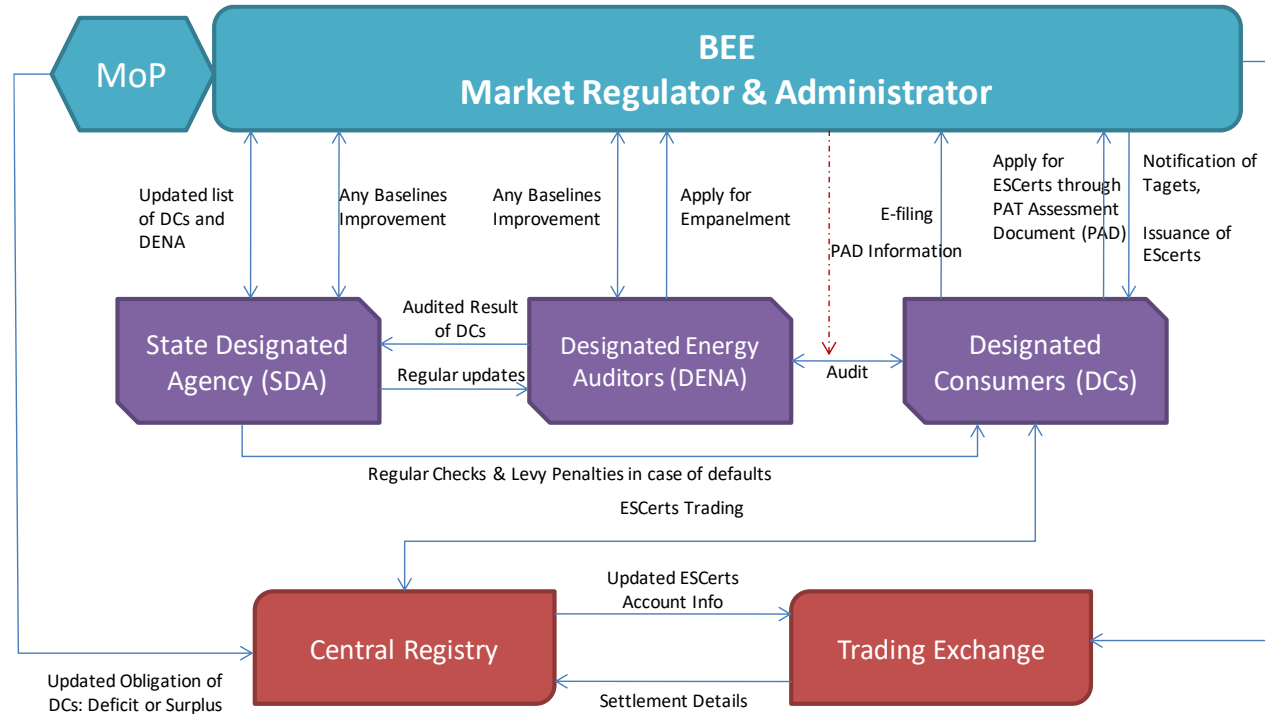 MoP
BEE
Market Regulator & Administrator
Updated list
of DCs and
DENA
Any Baselines
Improvement
Any Baselines
Improvement
Apply for
Empanelment
E-filing
PAD Information
Apply for
ESCerts through
PAT Assessment
Document (PAD)
Notification of
Tagets,
Issuance of
EScerts
State Designated
Agency (SDA)
Audited Result
of DCs
Regular updates
Designated Energy
Auditors (DENA)
Audit
Designated
Consumers (DCs)
Regular Checks & Levy Penalties in case of defaults
ESCerts Trading
Central Registry
Updated ESCerts
Account Info
Trading Exchange
Settlement Details
Updated Obligation of
DCs: Deficit or Surplus